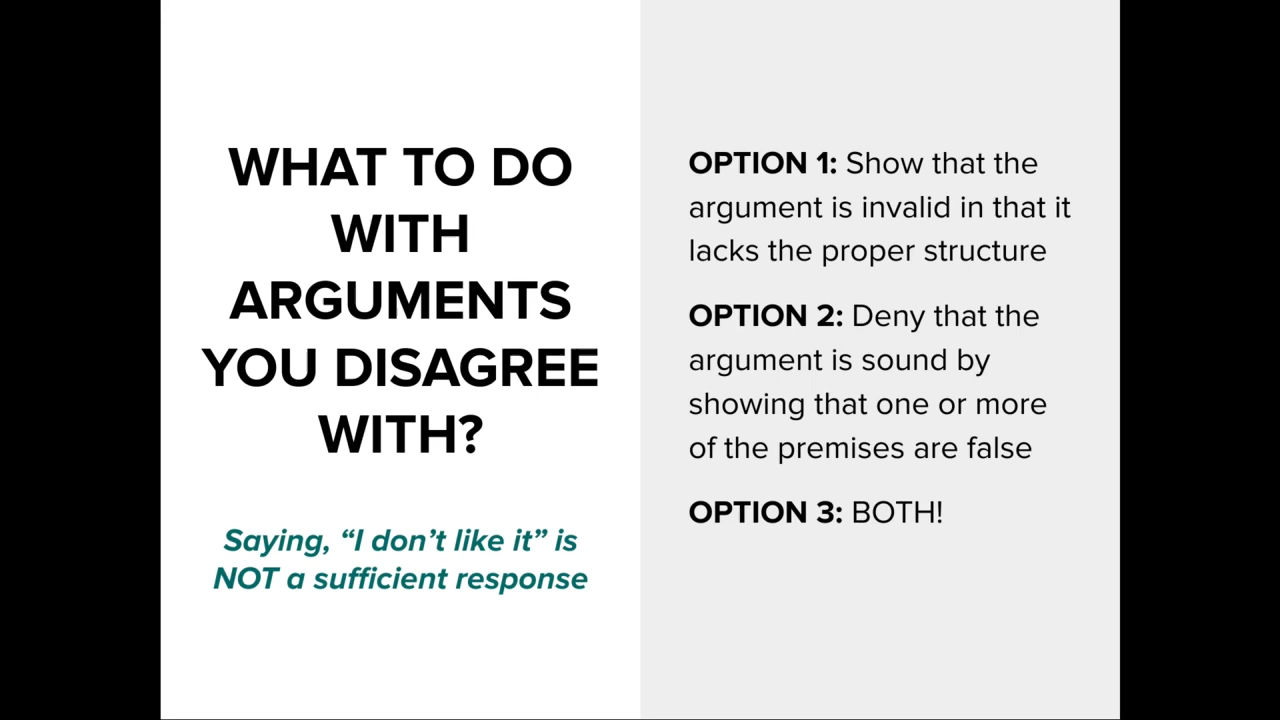 WHAT TO DO
WITH
ARGUMENTS
YOU DISAGREE
WITH?
Saying, “I don’t like it” is
NOT a sufficient response
OPTION 1: Show that the
argument is invalid in that it
lacks the proper structure
OPTION 2: Deny that the
argument is sound by
showing that one or more
of the premises are false
OPTION 3: BOTH!